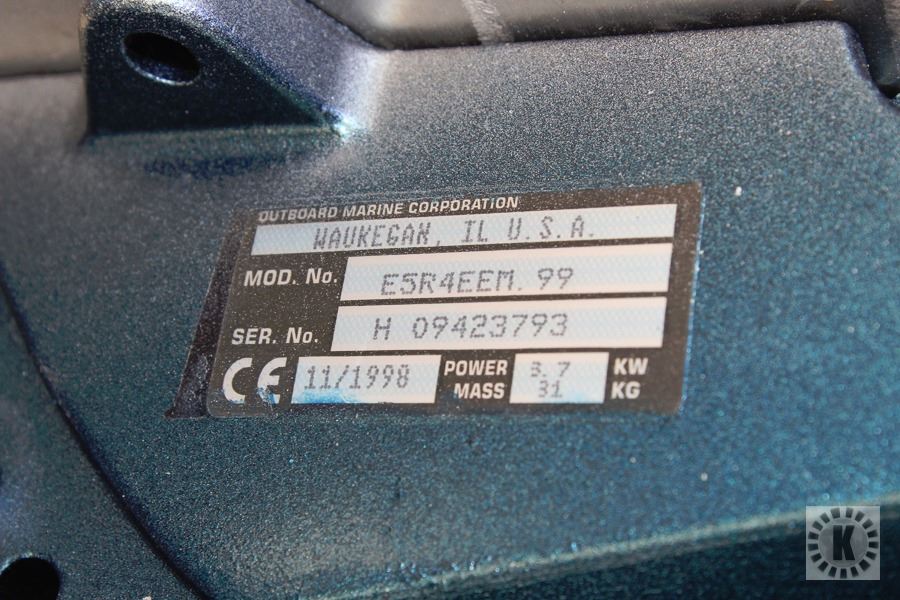 OUTBOARD MARINE CORPORATION
WAUKEGAN, IL U.S.A.
MOD. No. E5R4EEM.99
SER. No. H 09423793
CE 11/1998 POWER 3.7 KW
MASS 31 KG
K